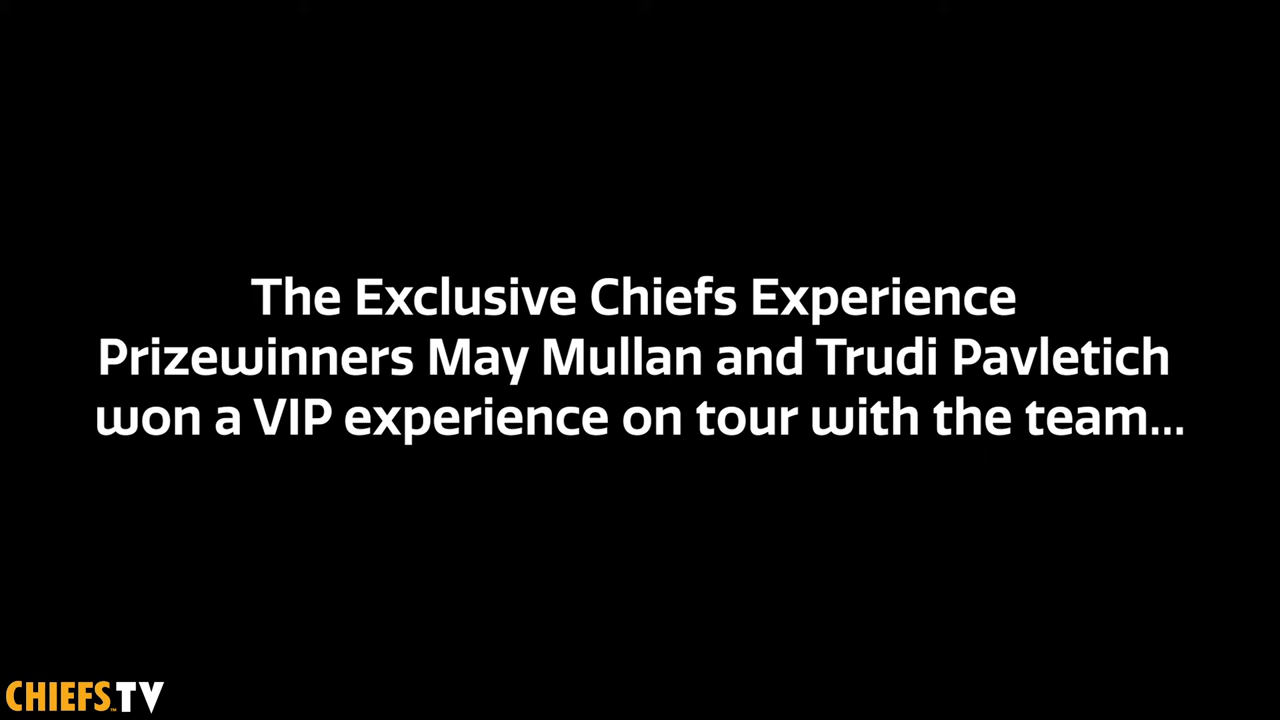 The Exclusive Chiefs Experience
Prizewinners May Mullan and Trudi Pavletich
won a VIP experience on tour with the team...
CHIEFS.TV